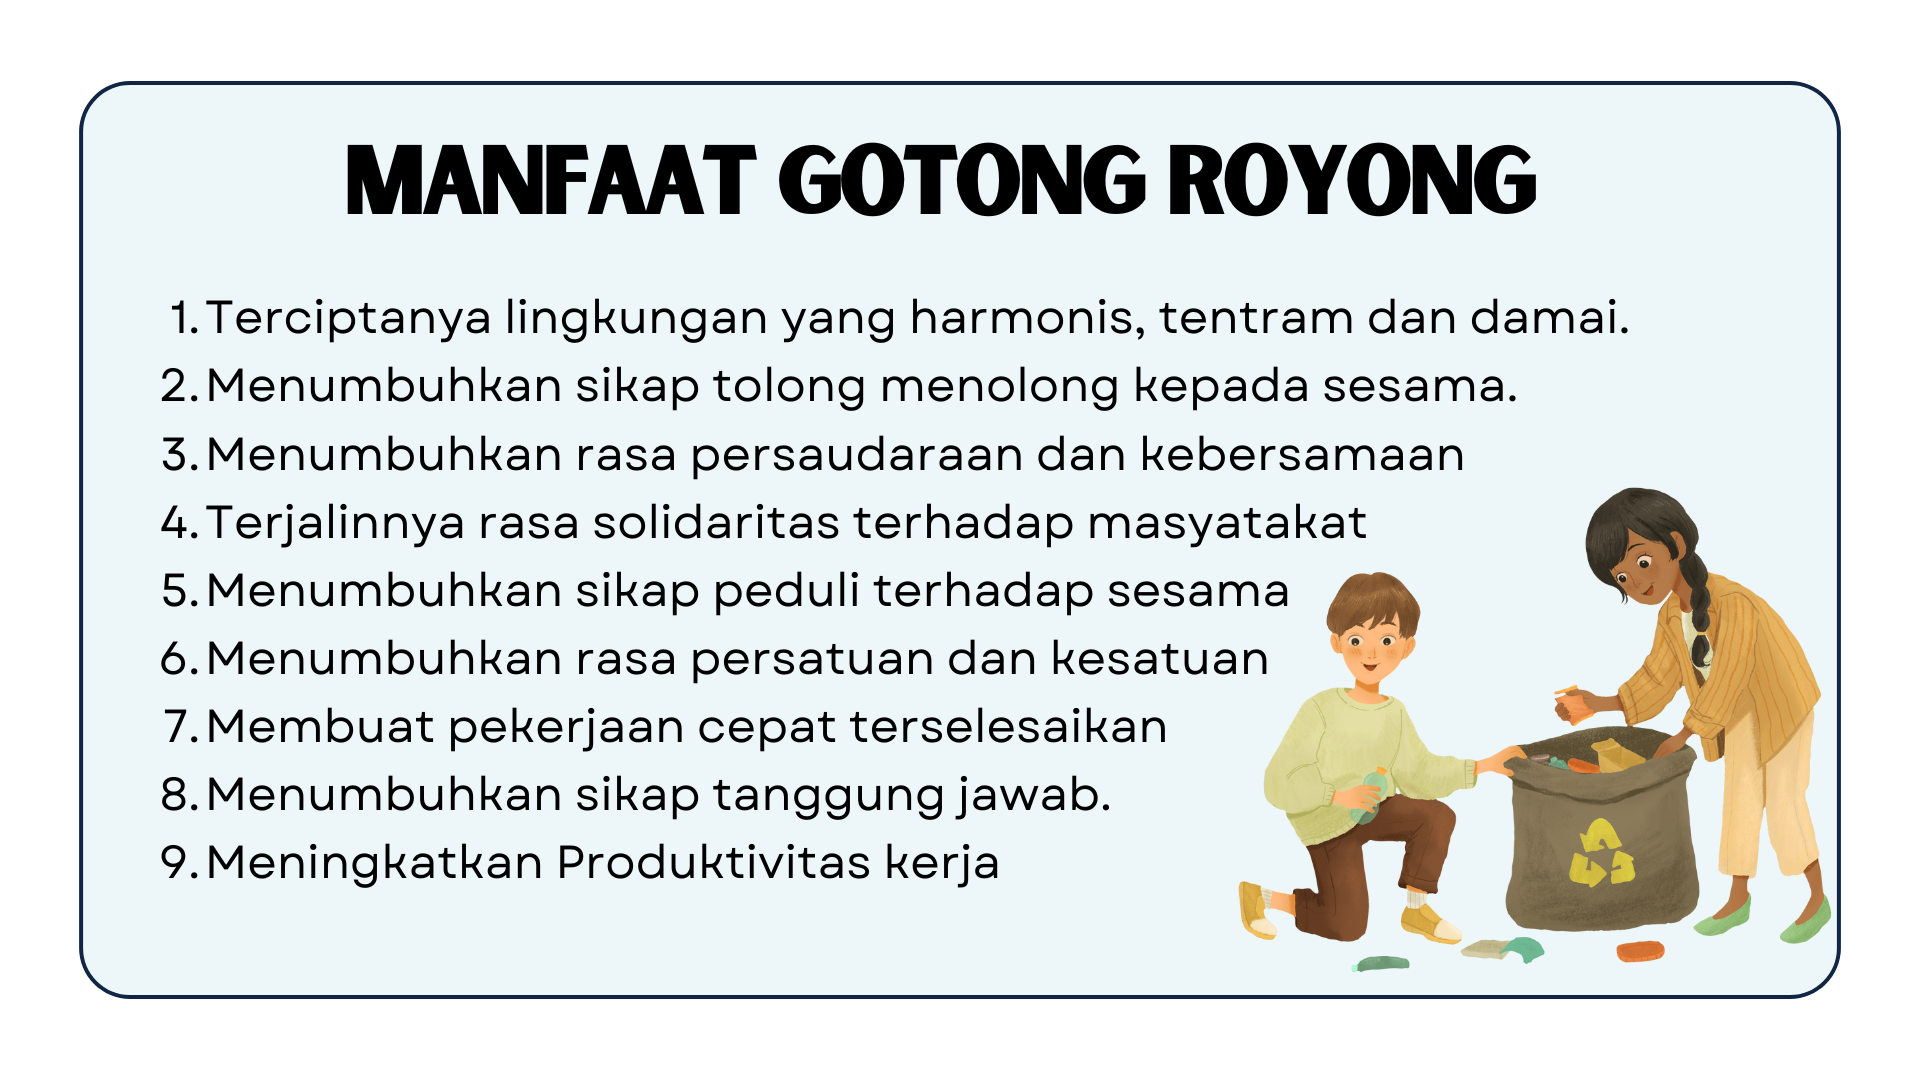 MANFAAT GOTONG ROYONG
1. Terciptanya lingkungan yang harmonis, tentram dan damai.
2. Menumbuhkan sikap tolong menolong kepada sesama.
3. Menumbuhkan rasa persaudaraan dan kebersamaan
4. Terjalinnya rasa solidaritas terhadap masyatakat
5. Menumbuhkan sikap peduli terhadap sesama
6. Menumbuhkan rasa persatuan dan kesatuan
7. Membuat pekerjaan cepat terselesaikan
8. Menumbuhkan sikap tanggung jawab.
9. Meningkatkan Produktivitas kerja